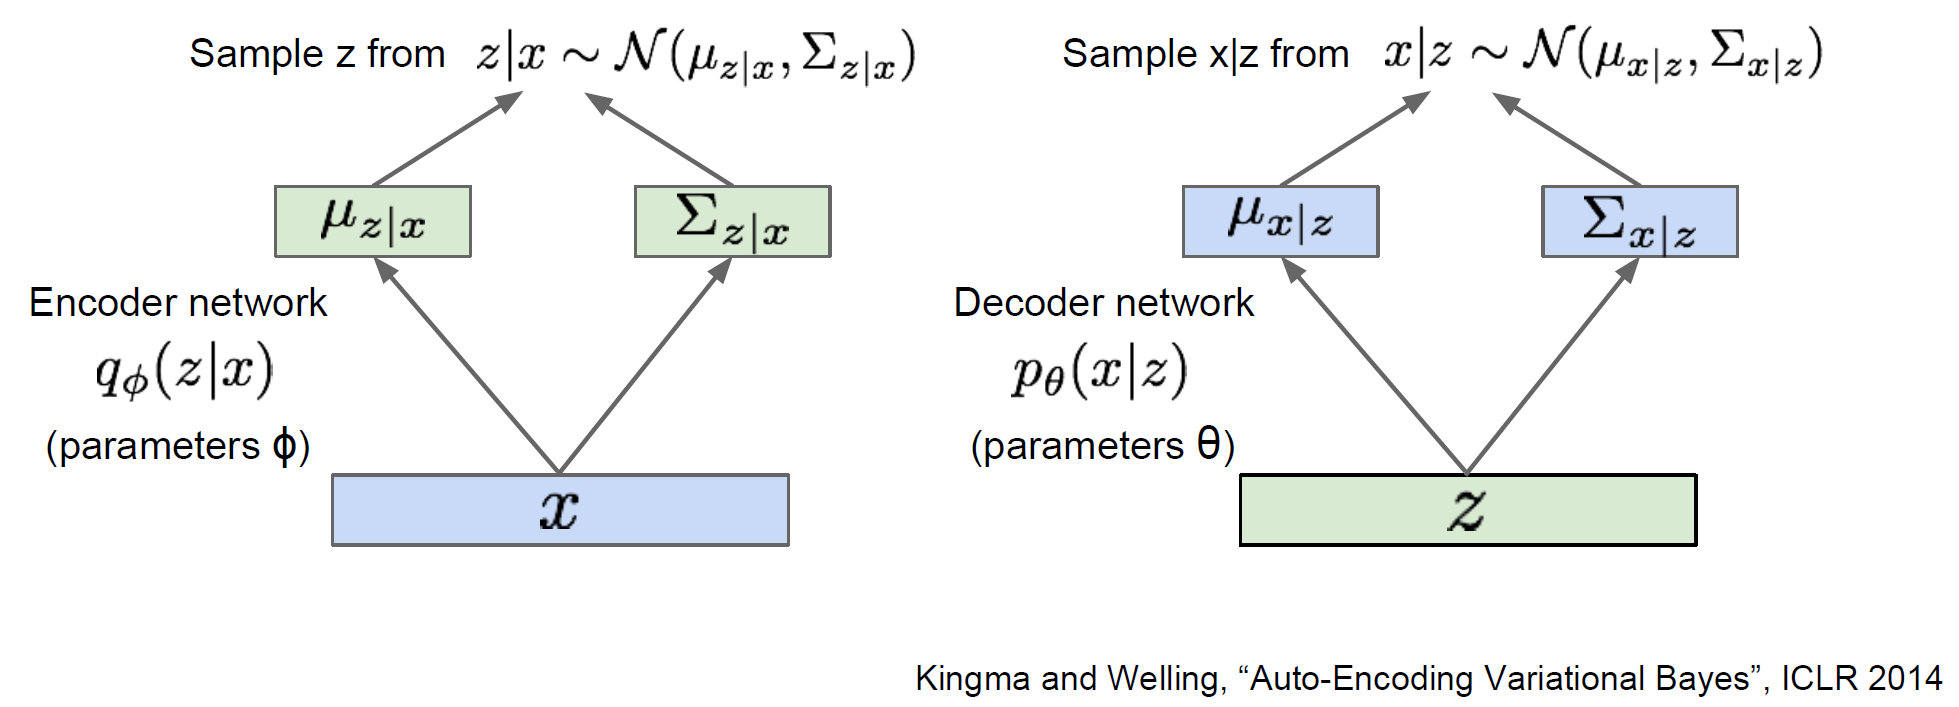 Sample z from z|x ∼ 𝒩(μ_{z|x}, Σ_{z|x})
μ_{z|x} Σ_{z|x}
Encoder network
q_ϕ(z|x)
(parameters ϕ)
x
Sample x|z from x|z ∼ 𝒩(μ_{x|z}, Σ_{x|z})
μ_{x|z} Σ_{x|z}
Decoder network
p_θ(x|z)
(parameters θ)
z
Kingma and Welling, “Auto-Encoding Variational Bayes”, ICLR 2014